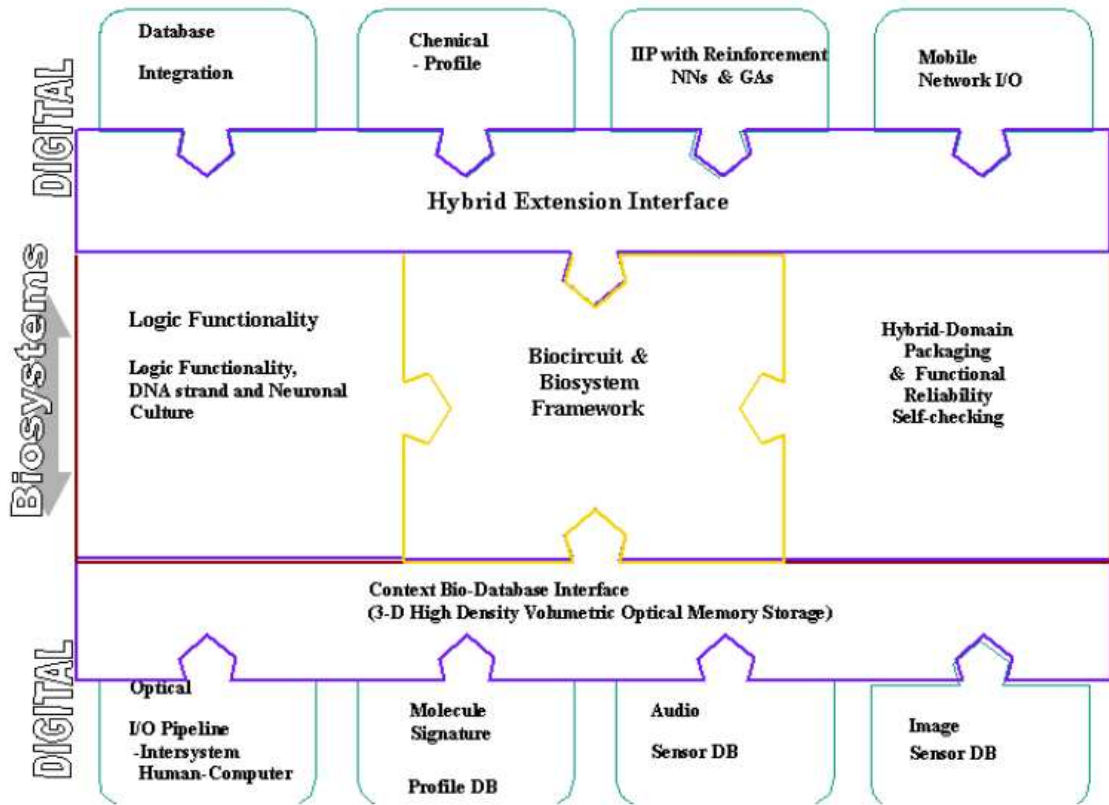 DIGITAL
Database
Integration
Chemical
- Profile
IIP with Reinforcement
NNs & GAs
Mobile
Network I/O
Hybrid Extension Interface
Biosystems
Logic Functionality
Logic Functionality,
DNA strand and Neuronal
Culture
Biocircuit &
Biosystem
Framework
Hybrid-Domain
Packaging
& Functional
Reliability
Self-checking
Context Bio-Database Interface
(3-D High Density Volumetric Optical Memory Storage)
DIGITAL
Optical
I/O Pipeline
-Intersystem
Human-Computer
Molecule
Signature
Profile DB
Audio
Sensor DB
Image
Sensor DB